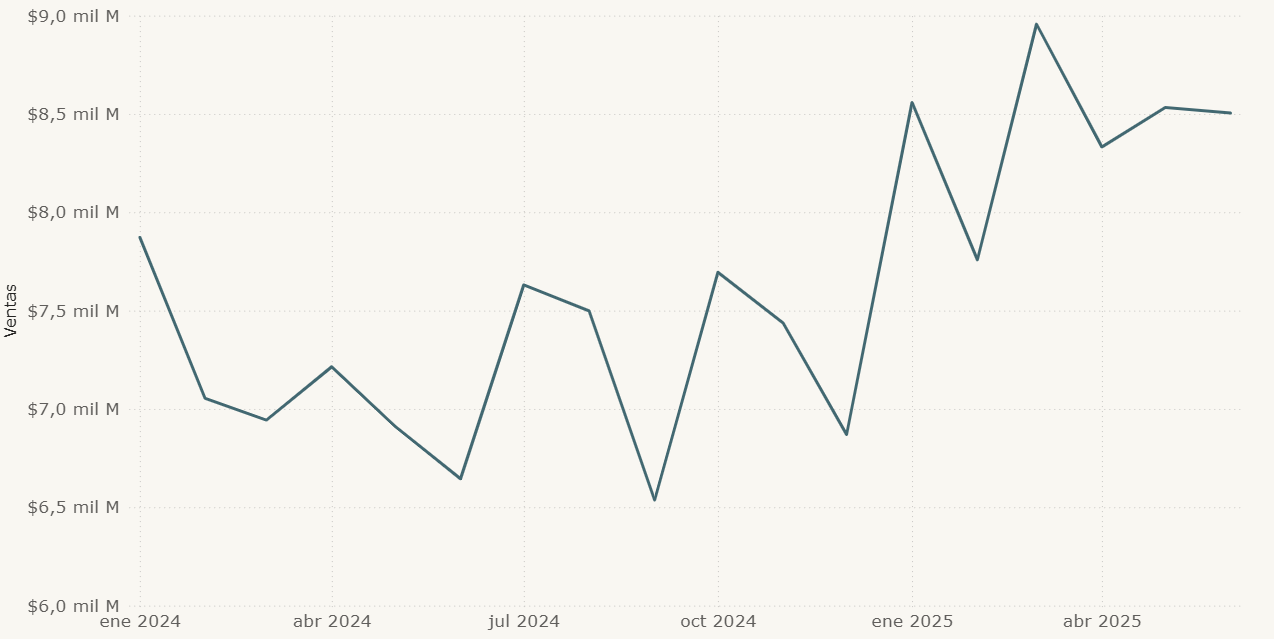 $9,0 mil M
$8,5 mil M
$8,0 mil M
$7,5 mil M
$7,0 mil M
$6,5 mil M
$6,0 mil M
Ventas
ene 2024
abr 2024
jul 2024
oct 2024
ene 2025
abr 2025